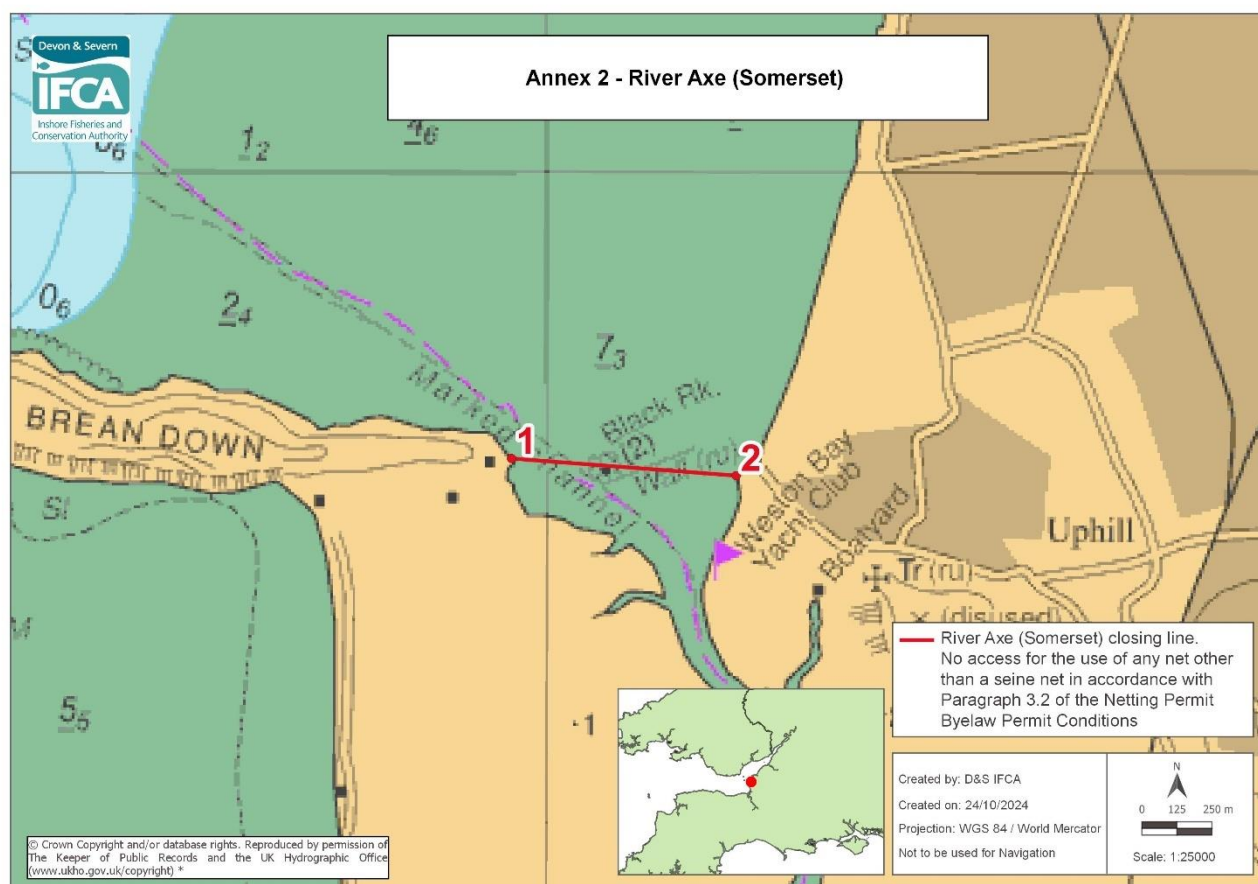 Devon & Severn
IFCA
Inshore Fisheries and
Conservation Authority
Annex 2 - River Axe (Somerset)
0₆
1₂
4₆
0₆
2₄
7₃
Marked Channel
Black Rk.
(2)
Wall (ru)
1
2
BREAN DOWN
Weston Bay
Yacht Club
Boatyard
Uphill
Tr (ru)
(disused)
5₅
1
River Axe (Somerset) closing line.
No access for the use of any net other
than a seine net in accordance with
Paragraph 3.2 of the Netting Permit
Byelaw Permit Conditions
Created by: D&S IFCA
Created on: 24/10/2024
Projection: WGS 84 / World Mercator
Not to be used for Navigation
N
0 125 250 m
Scale: 1:25000
© Crown Copyright and/or database rights. Reproduced by permission of
The Keeper of Public Records and the UK Hydrographic Office
(www.ukho.gov.uk/copyright) *